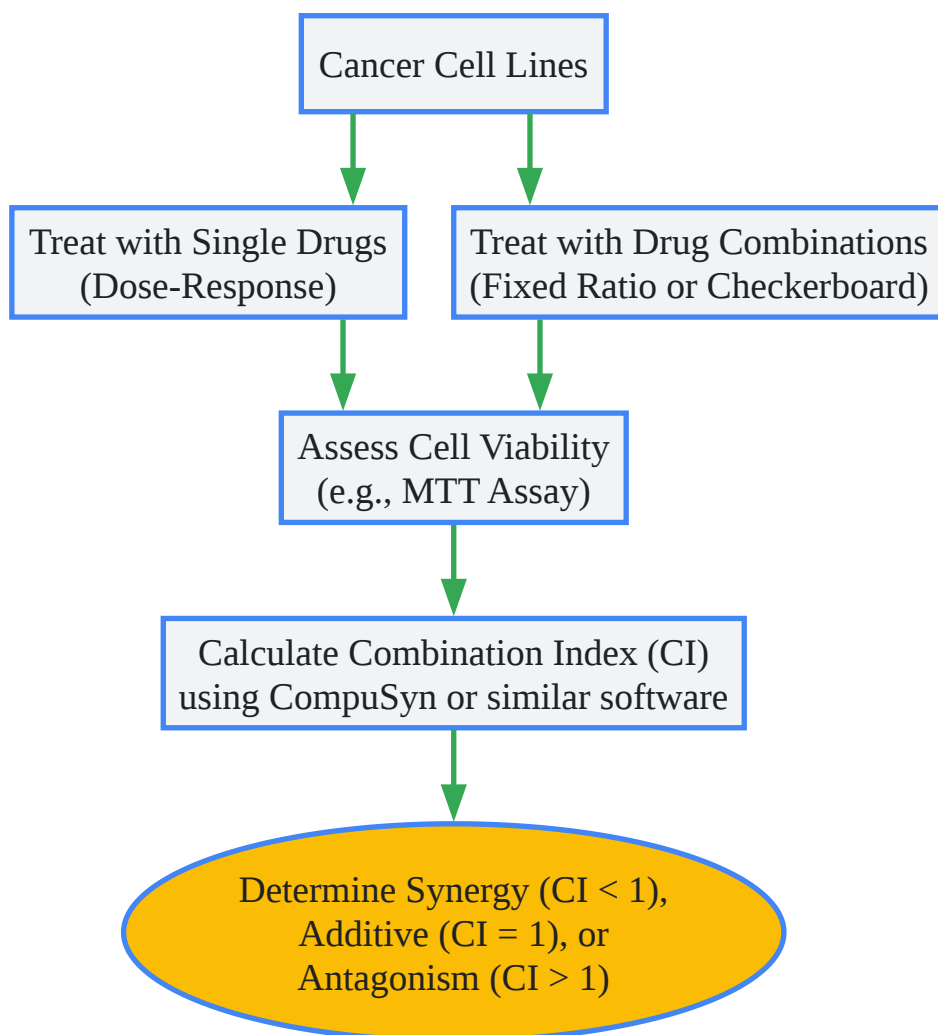 Cancer Cell Lines
Treat with Single Drugs
(Dose-Response)
Treat with Drug Combinations
(Fixed Ratio or Checkerboard)
Assess Cell Viability
(e.g., MTT Assay)
Calculate Combination Index (CI)
using CompuSyn or similar software
Determine Synergy (CI < 1),
Additive (CI = 1), or
Antagonism (CI > 1)